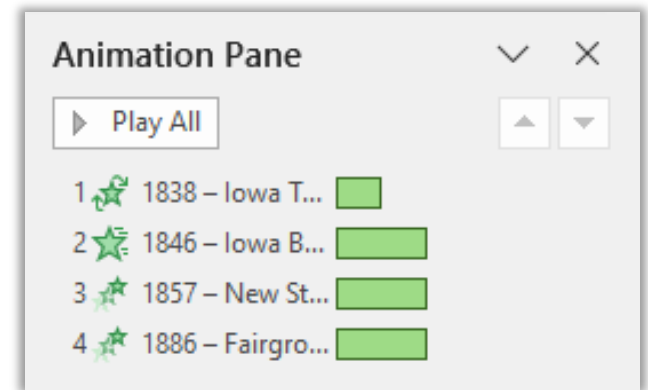 Animation Pane
Play All
1 1838 – Iowa T...
2 1846 – Iowa B...
3 1857 – New St...
4 1886 – Fairgro...